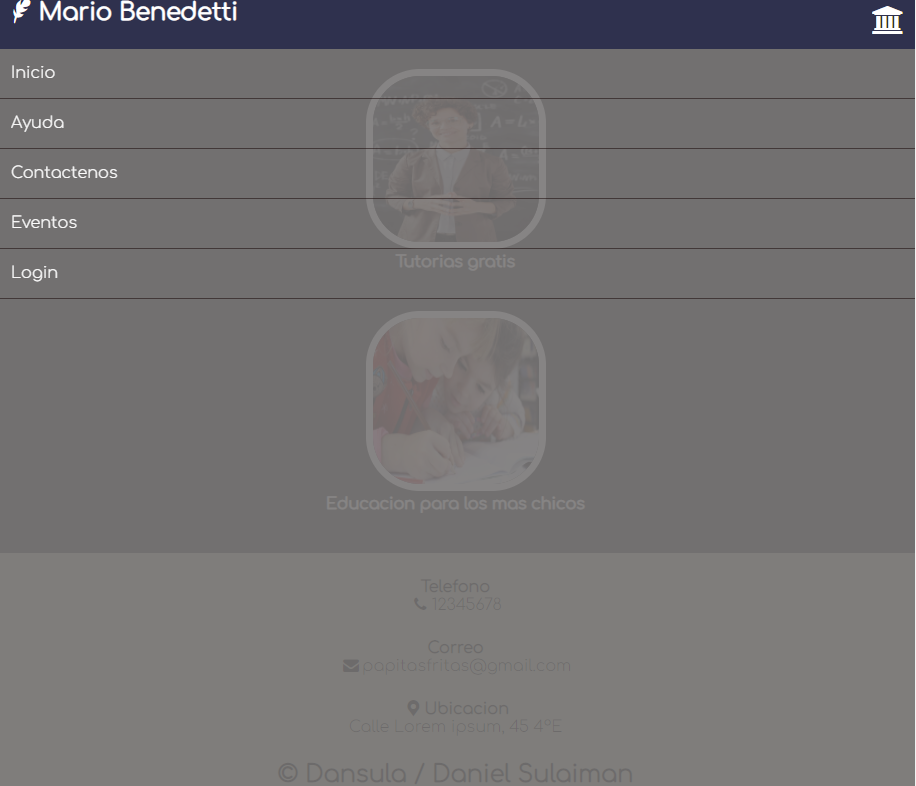 Mario Benedetti
Inicio
Ayuda
Contactenos
Eventos
Login
Tutorias gratis
Educacion para los mas chicos
Telefono
12345678
Correo
papitasfritas@gmail.com
Ubicacion
Calle Lorem ipsum, 45 4ºE
© Dansula / Daniel Sulaiman